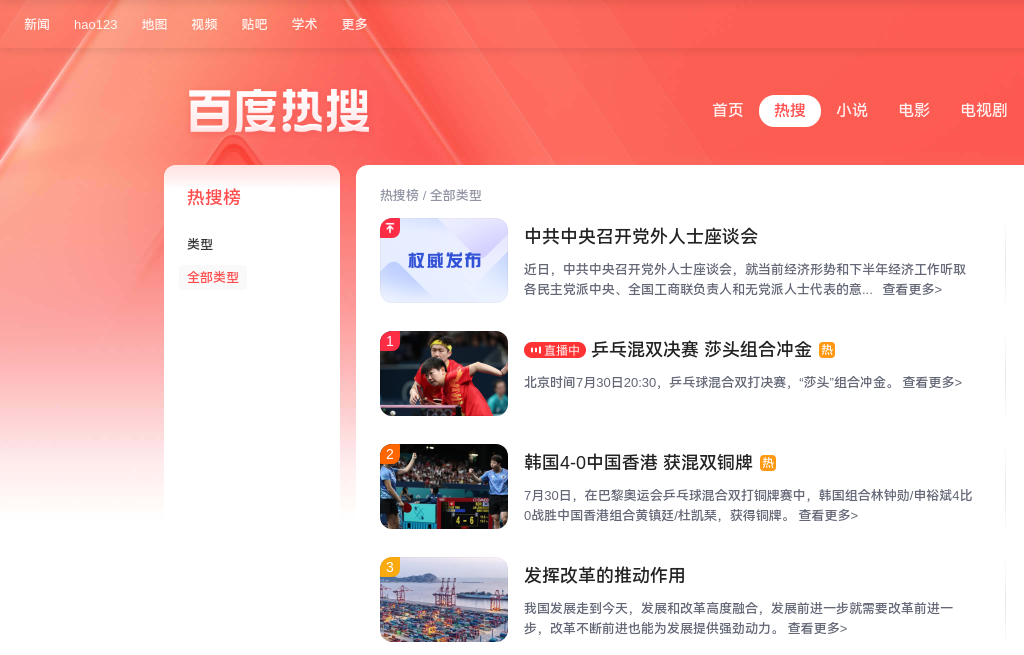 新闻 hao123 地图 视频 贴吧 学术 更多
百度热搜
首页 热搜 小说 电影 电视剧
热搜榜
类型
全部类型
热搜榜 / 全部类型
权威发布
中共中央召开党外人士座谈会
近日，中共中央召开党外人士座谈会，就当前经济形势和下半年经济工作听取
各民主党派中央、全国工商联负责人和无党派人士代表的意... 查看更多>
1
直播中 乒乓混双决赛 莎头组合冲金 热
北京时间7月30日20:30，乒乓球混合双打决赛，“莎头”组合冲金。 查看更多>
2
4-6
韩国4-0中国香港 获混双铜牌 热
7月30日，在巴黎奥运会乒乓球混合双打铜牌赛中，韩国组合林钟勋/申裕斌4比
0战胜中国香港组合黄镇廷/杜凯琹，获得铜牌。 查看更多>
3
发挥改革的推动作用
我国发展走到今天，发展和改革高度融合，发展前进一步就需要改革前进一
步，改革不断前进也能为发展提供强劲动力。 查看更多>